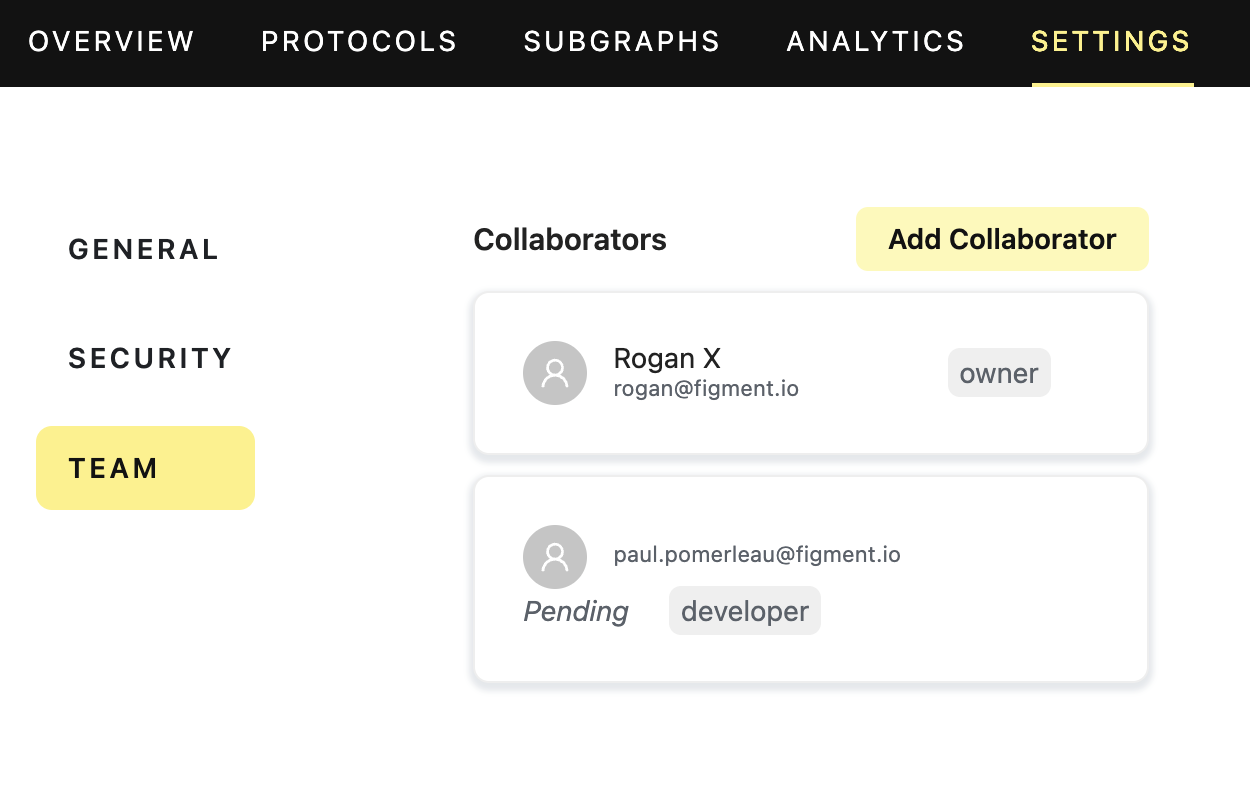 OVERVIEW PROTOCOLS SUBGRAPHS ANALYTICS SETTINGS
GENERAL
SECURITY
TEAM
Collaborators Add Collaborator
Rogan X
rogan@figment.io
owner
paul.pomerleau@figment.io
Pending developer